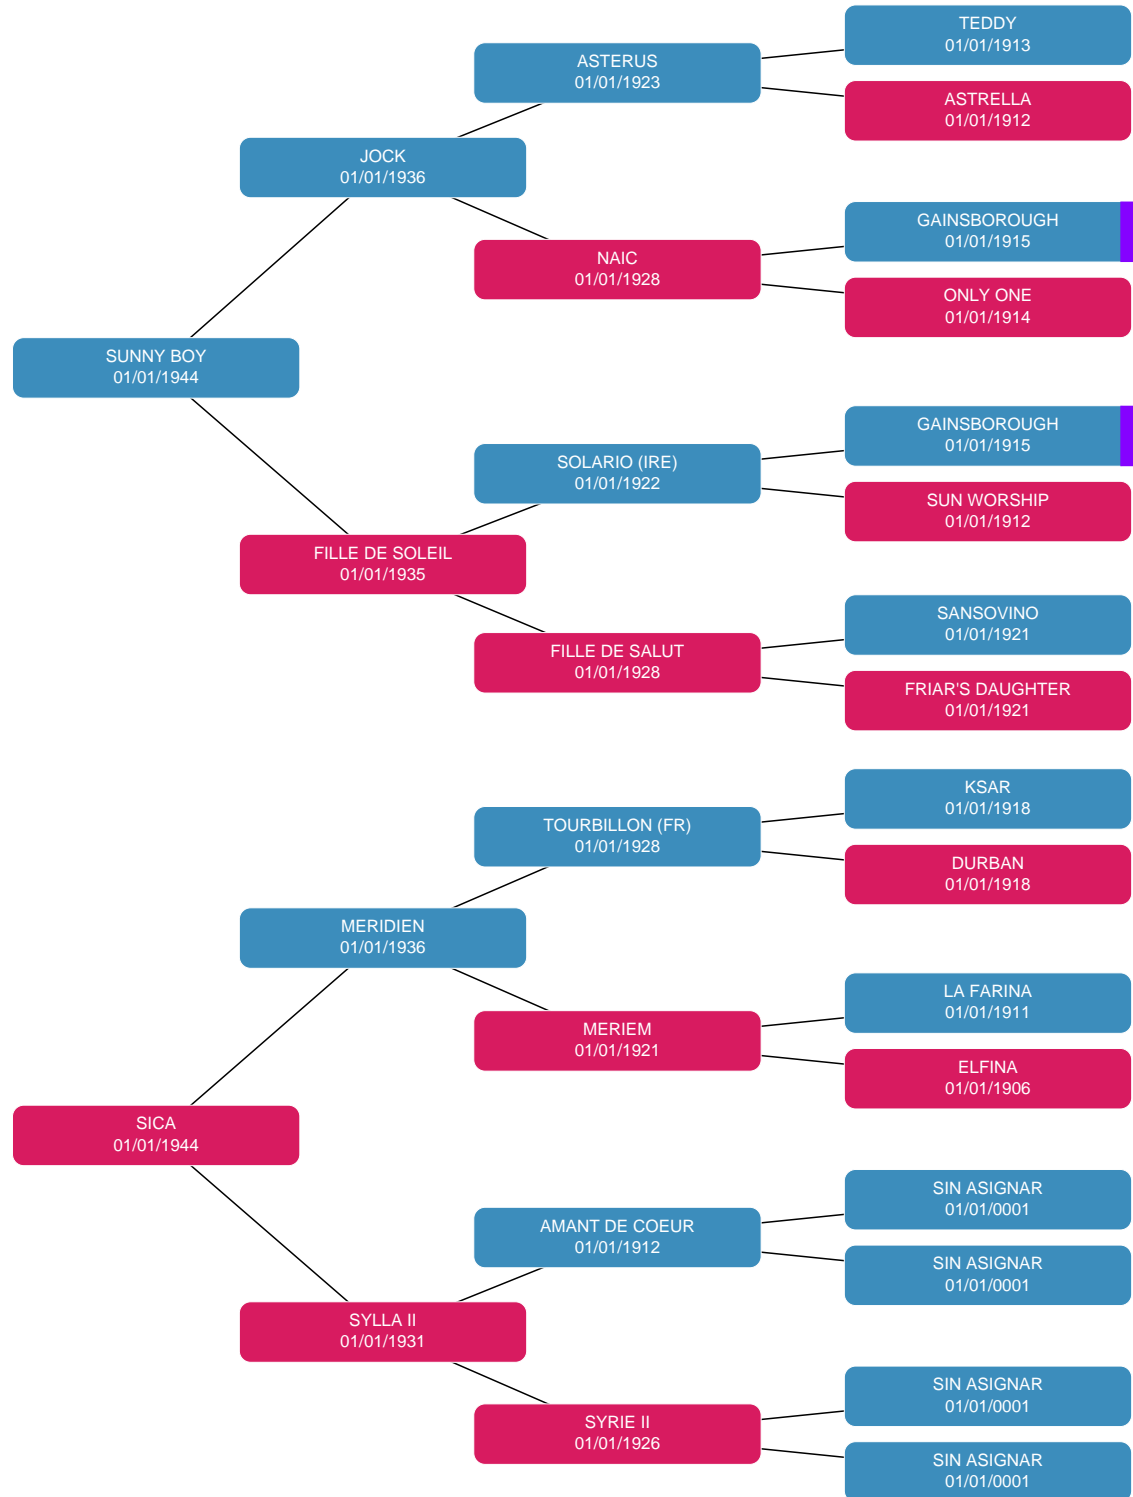 TEDDY
01/01/1913
ASTERUS
01/01/1923
ASTRELLA
01/01/1912
JOCK
01/01/1936
GAINSBOROUGH
01/01/1915
NAIC
01/01/1928
ONLY ONE
01/01/1914
SUNNY BOY
01/01/1944
GAINSBOROUGH
01/01/1915
SOLARIO (IRE)
01/01/1922
SUN WORSHIP
01/01/1912
FILLE DE SOLEIL
01/01/1935
SANSOVINO
01/01/1921
FILLE DE SALUT
01/01/1928
FRIAR'S DAUGHTER
01/01/1921
KSAR
01/01/1918
TOURBILLON (FR)
01/01/1928
DURBAN
01/01/1918
MERIDIEN
01/01/1936
LA FARINA
01/01/1911
MERIEM
01/01/1921
ELFINA
01/01/1906
SICA
01/01/1944
SIN ASIGNAR
01/01/0001
AMANT DE COEUR
01/01/1912
SIN ASIGNAR
01/01/0001
SYLLA II
01/01/1931
SIN ASIGNAR
01/01/0001
SYRIE II
01/01/1926
SIN ASIGNAR
01/01/0001